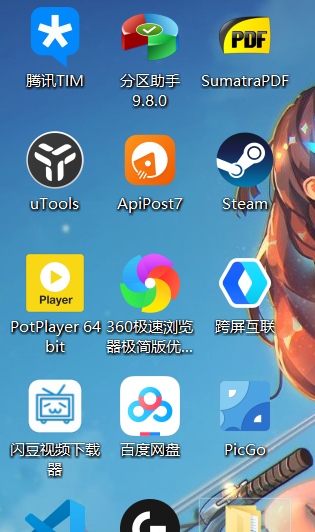 腾讯TIM
分区助手
9.8.0
PDF
SumatraPDF
uTools
ApiPost7
Steam
Player
PotPlayer 64
bit
360极速浏览
器极简版优...
跨屏互联
闪豆视频下载
器
百度网盘
PicGo